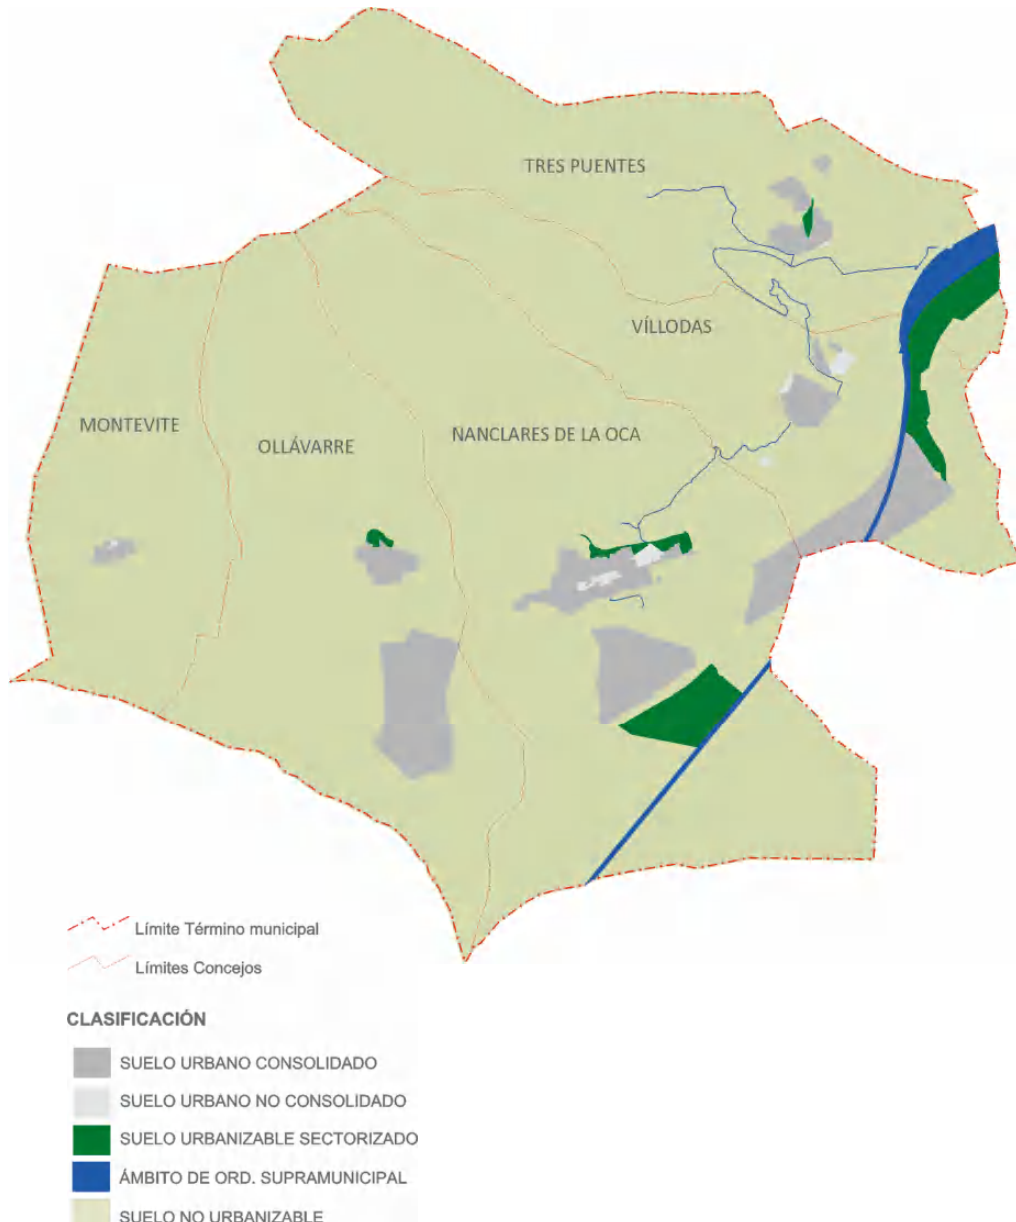 TRES PUENTES
VÍLLODAS
MONTEVITE
OLLÁVARRE
NANCLARES DE LA OCA
Límite Término municipal
Límites Concejos
CLASIFICACIÓN
SUELO URBANO CONSOLIDADO
SUELO URBANO NO CONSOLIDADO
SUELO URBANIZABLE SECTORIZADO
ÁMBITO DE ORD. SUPRAMUNICIPAL
SUELO NO URBANIZABLE